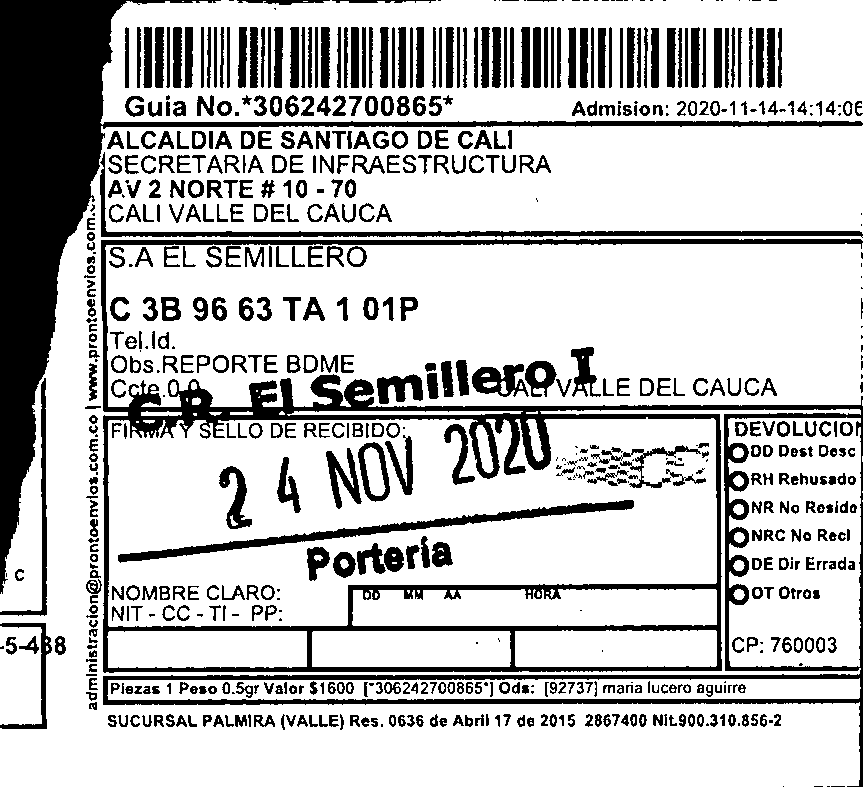 Guia No.*306242700865*
Admision: 2020-11-14-14:14:06
ALCALDIA DE SANTIAGO DE CALI
SECRETARIA DE INFRAESTRUCTURA
AV 2 NORTE # 10 - 70
CALI VALLE DEL CAUCA
S.A EL SEMILLERO
C 3B 96 63 TA 1 01P
Tel.Id.
Obs.REPORTE BDME
Ccte.0,0
CALI VALLE DEL CAUCA
C.R. El Semillero I
24 NOV 2020
Portería
FIRMA Y SELLO DE RECIBIDO:
NOMBRE CLARO:
NIT - CC - TI - PP:
DD MM AA HORA
DEVOLUCION
DD Dest Desc
RH Rehusado
NR No Reside
NRC No Recl
DE Dir Errada
OT Otros
CP: 760003
Piezas 1 Peso 0.5gr Valor $1600 [*306242700865*] Ods: [92737] maria lucero aguirre
SUCURSAL PALMIRA (VALLE) Res. 0636 de Abril 17 de 2015 2867400 Nit.900.310.856-2
administracion@prontoenvios.com.co | www.prontoenvios.com.c
c
-5-438